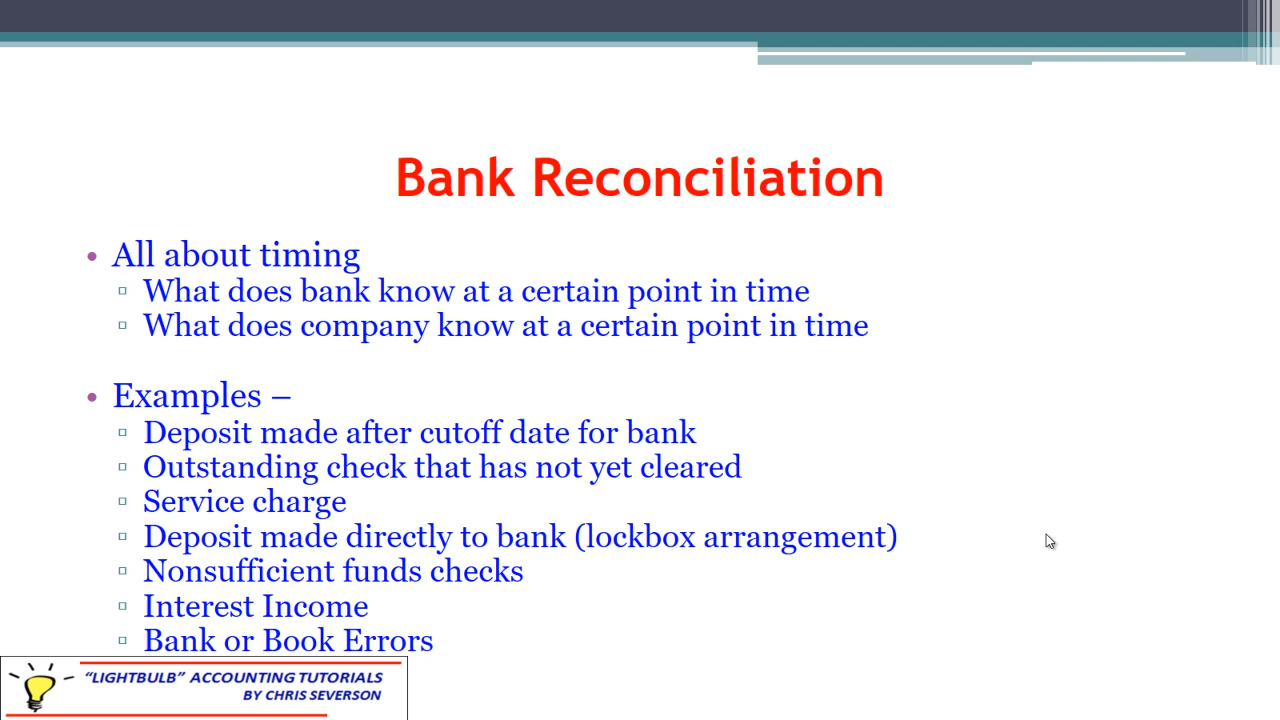 Bank Reconciliation
• All about timing
▫ What does bank know at a certain point in time
▫ What does company know at a certain point in time
• Examples –
▫ Deposit made after cutoff date for bank
▫ Outstanding check that has not yet cleared
▫ Service charge
▫ Deposit made directly to bank (lockbox arrangement)
▫ Nonsufficient funds checks
▫ Interest Income
▫ Bank or Book Errors
“LIGHTBULB” ACCOUNTING TUTORIALS
BY CHRIS SEVERSON